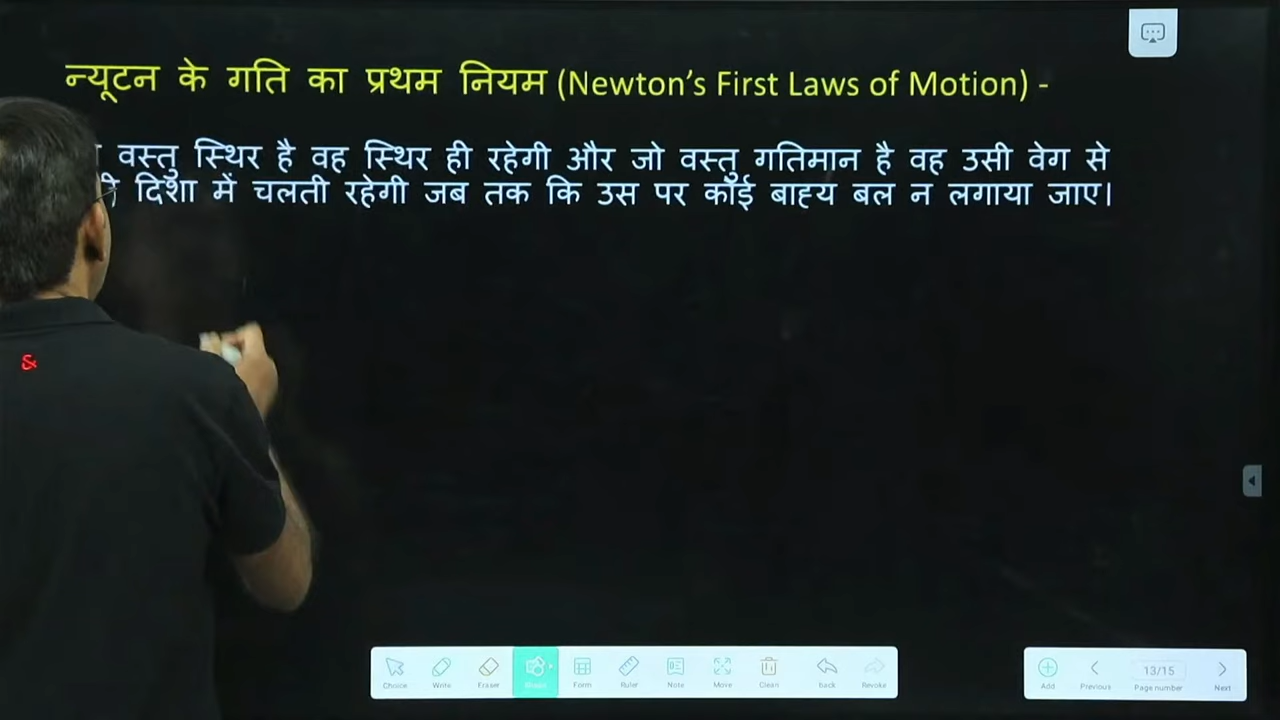 न्यूटन के गति का प्रथम नियम (Newton’s First Laws of Motion) -
वस्तु स्थिर है वह स्थिर ही रहेगी और जो वस्तु गतिमान है वह उसी वेग से
दिशा में चलती रहेगी जब तक कि उस पर कोई बाह्य बल न लगाया जाए।
&
Choice Write Eraser Shape Form Ruler Note Move Clean back Revoke
Add Previous 13/15 Page number Next